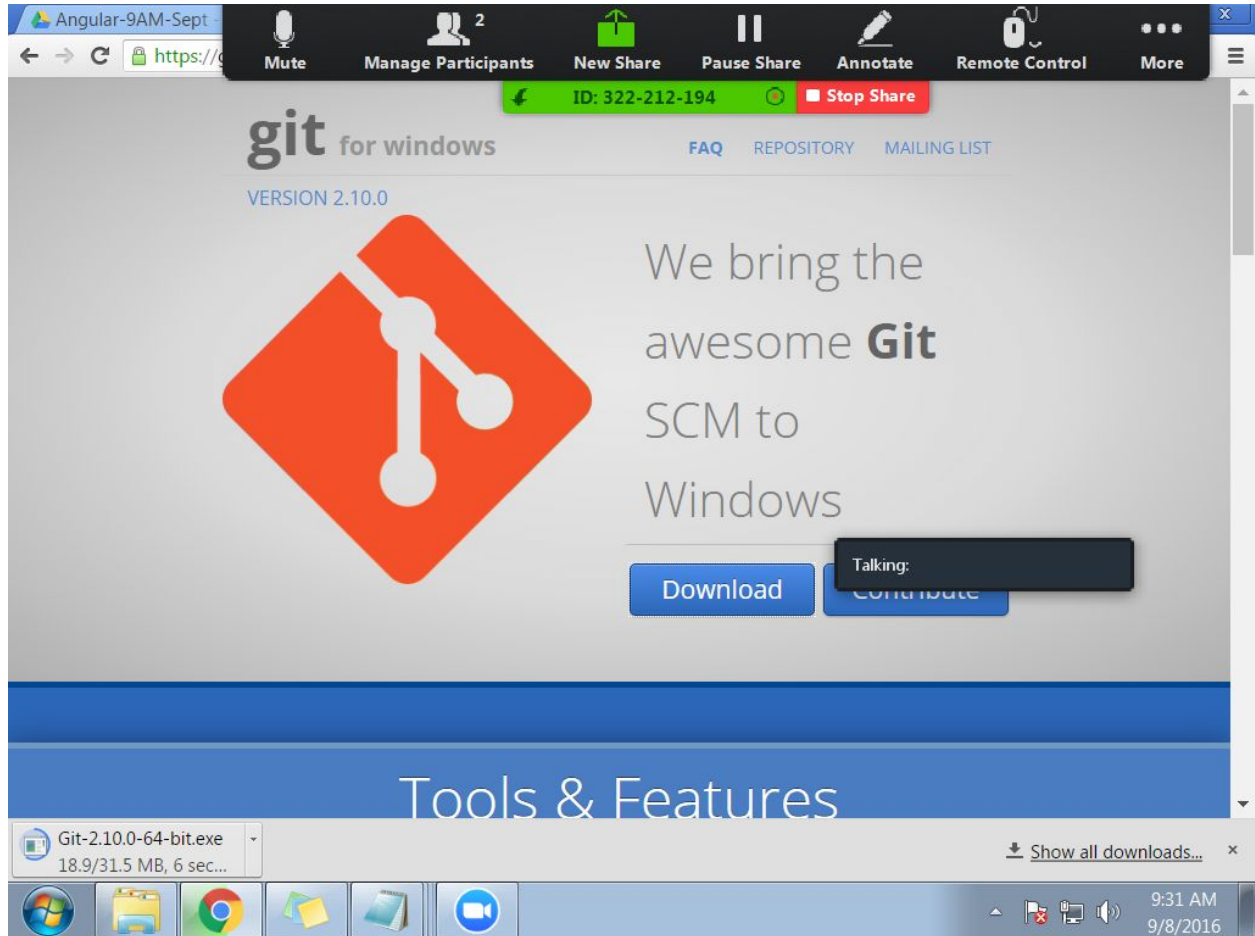 Angular-9AM-Sept -
https://g
Mute
Manage Participants
2
New Share
Pause Share
Annotate
Remote Control
More
ID: 322-212-194
Stop Share
git for windows
FAQ REPOSITORY MAILING LIST
VERSION 2.10.0
We bring the
awesome Git
SCM to
Windows
Talking:
Download
Contribute
Tools & Features
Git-2.10.0-64-bit.exe
18.9/31.5 MB, 6 sec...
Show all downloads...
9:31 AM
9/8/2016